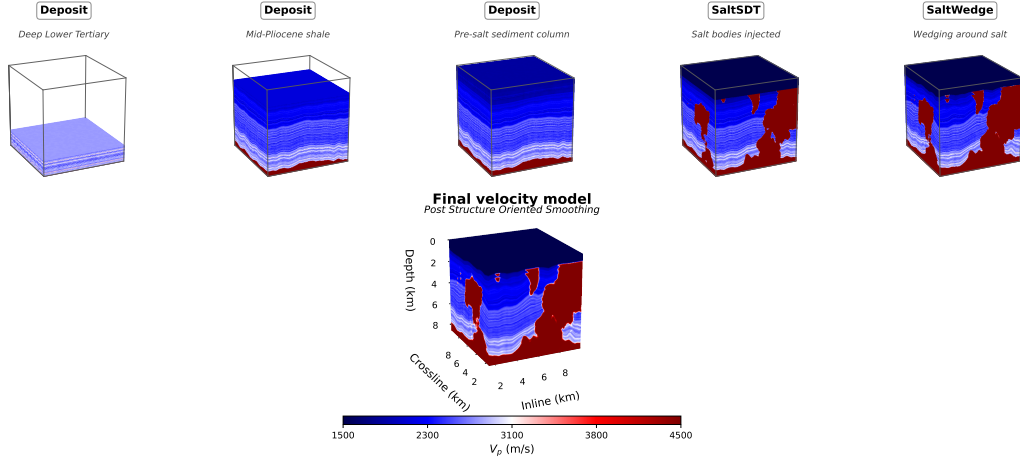 Deposit Deposit Deposit SaltSDT SaltWedge
Deep Lower Tertiary Mid-Pliocene shale Pre-salt sediment column Salt bodies injected Wedging around salt
Final velocity model
Post Structure Oriented Smoothing
0
2
4
6
8
Depth (km)
8
6
4
2
Crossline (km)
2 4 6 8
Inline (km)
1500 2300 3100 3800 4500
Vₚ (m/s)